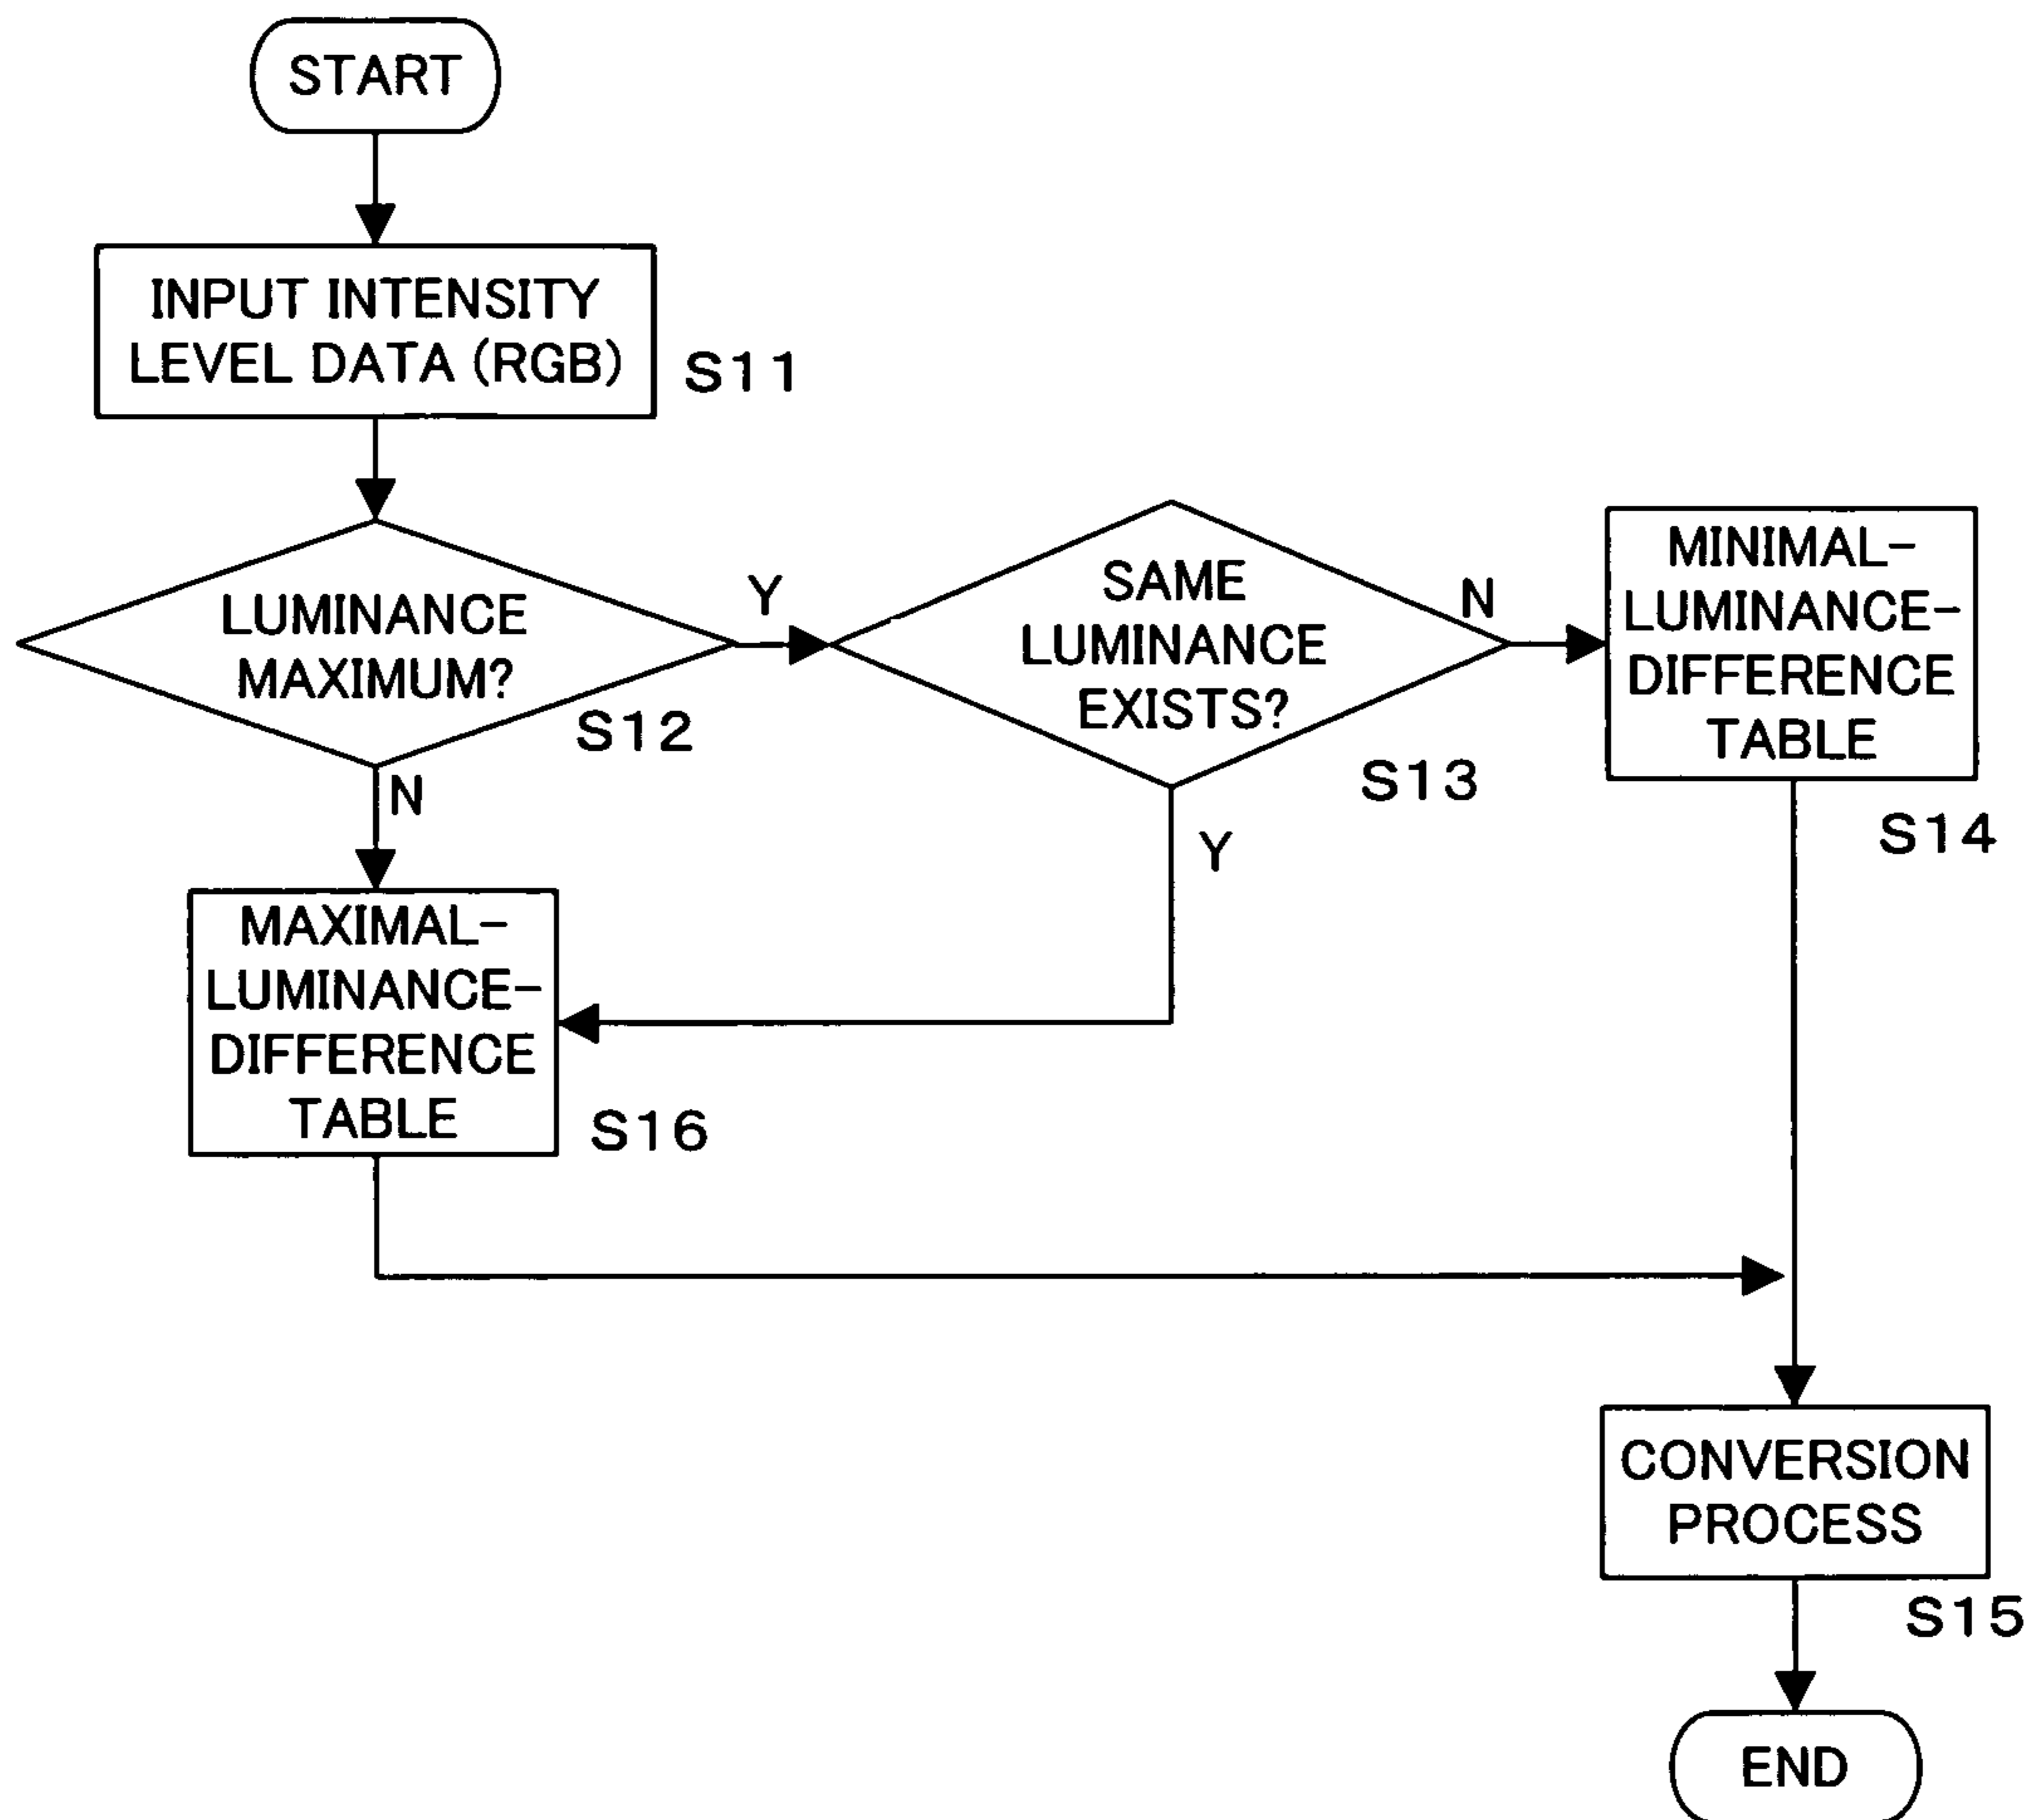 START
INPUT INTENSITY
LEVEL DATA (RGB)
S11
LUMINANCE
MAXIMUM?
S12
Y
N
SAME
LUMINANCE
EXISTS?
S13
N
Y
MINIMAL-
LUMINANCE-
DIFFERENCE
TABLE
S14
MAXIMAL-
LUMINANCE-
DIFFERENCE
TABLE
S16
CONVERSION
PROCESS
S15
END